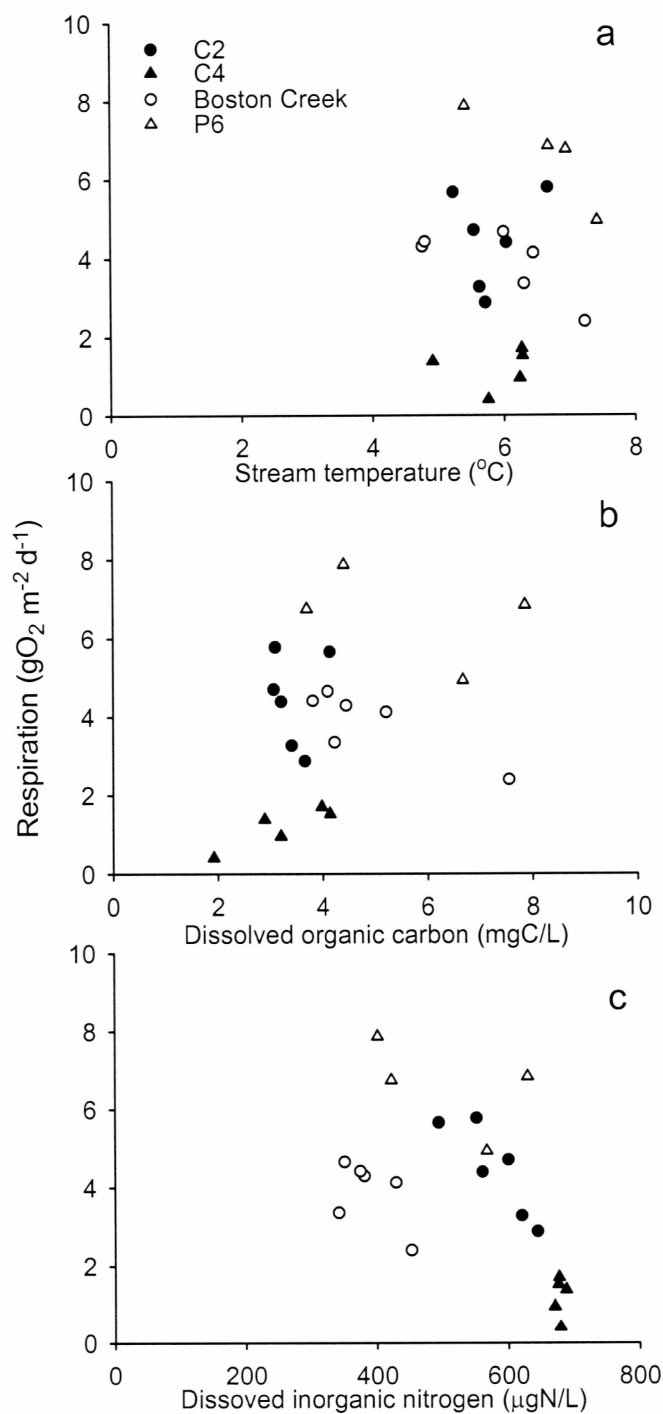 10
8
6
4
2
0
a
C2
C4
Boston Creek
P6
0 2 4 6 8
Stream temperature (°C)
Respiration (gO₂ m⁻² d⁻¹)
10
8
6
4
2
0
b
0 2 4 6 8 10
Dissolved organic carbon (mgC/L)
10
8
6
4
2
0
c
0 200 400 600 800
Dissoved inorganic nitrogen (µgN/L)